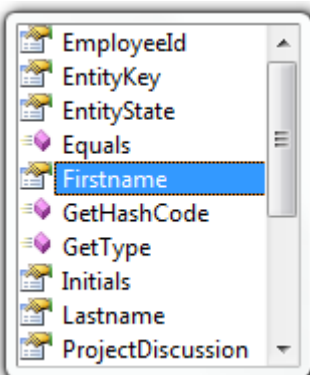 EmployeeId
EntityKey
EntityState
Equals
Firstname
GetHashCode
GetType
Initials
Lastname
ProjectDiscussion